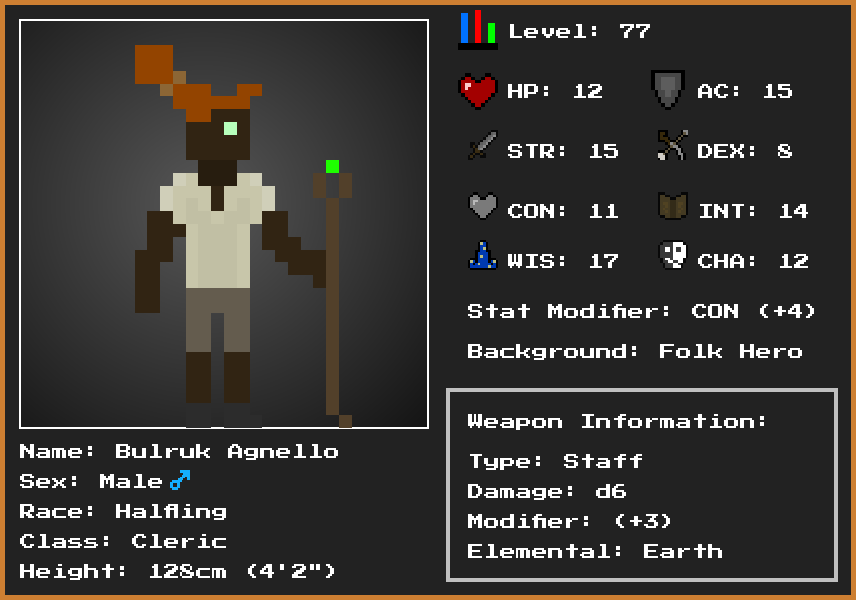 Level: 77
HP: 12 AC: 15
STR: 15 DEX: 8
CON: 11 INT: 14
WIS: 17 CHA: 12
Stat Modifier: CON (+4)
Background: Folk Hero
Weapon Information:
Type: Staff
Damage: d6
Modifier: (+3)
Elemental: Earth
Name: Bulruk Agnello
Sex: Male ♂
Race: Halfling
Class: Cleric
Height: 128cm (4'2")